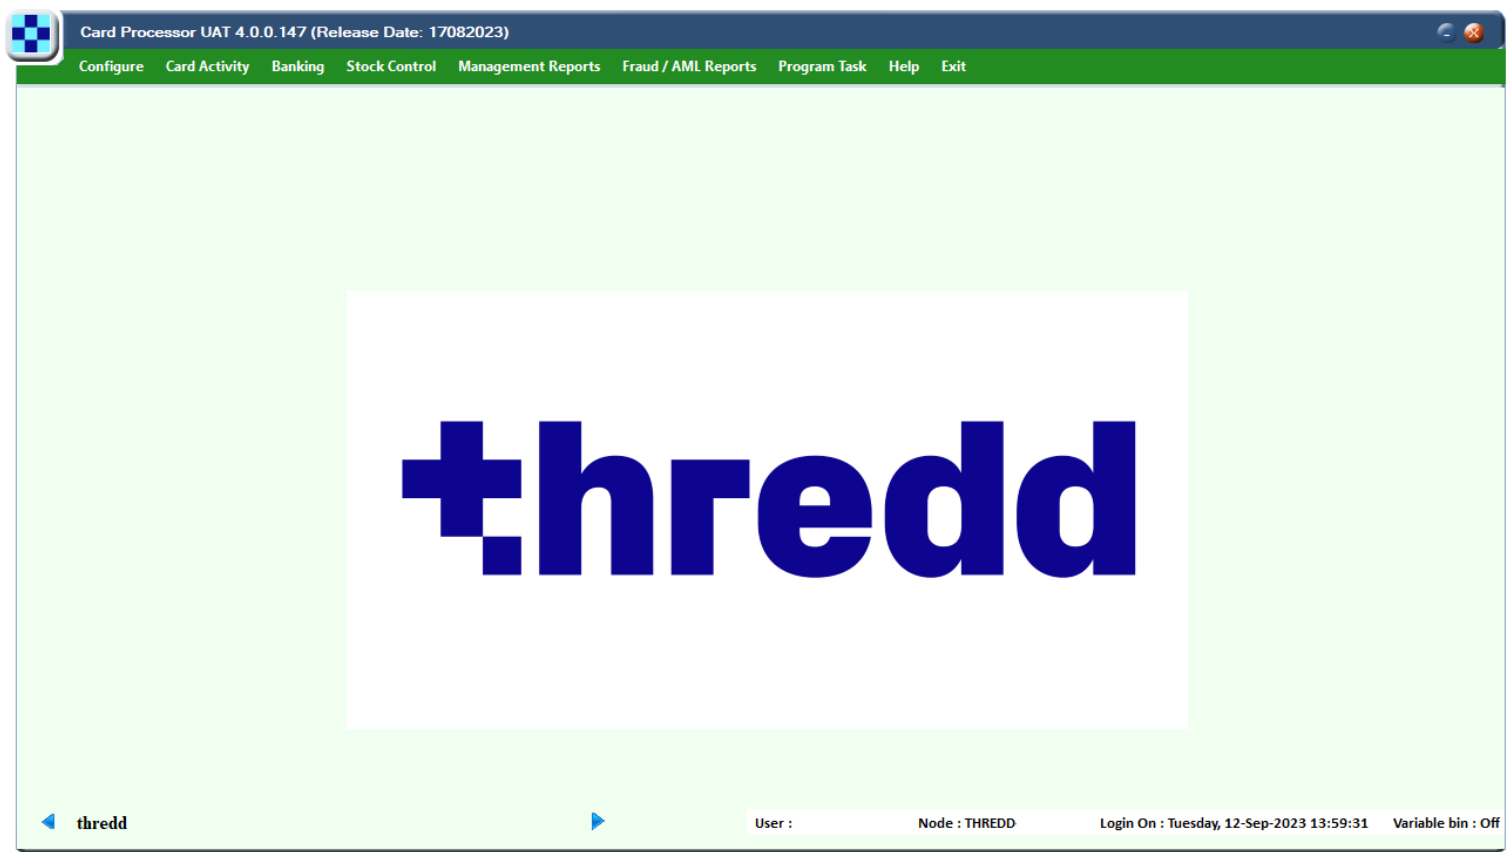 Card Processor UAT 4.0.0.147 (Release Date: 17082023)
Configure Card Activity Banking Stock Control Management Reports Fraud / AML Reports Program Task Help Exit
thredd
thredd User : Node : THREDD Login On : Tuesday, 12-Sep-2023 13:59:31 Variable bin : Off